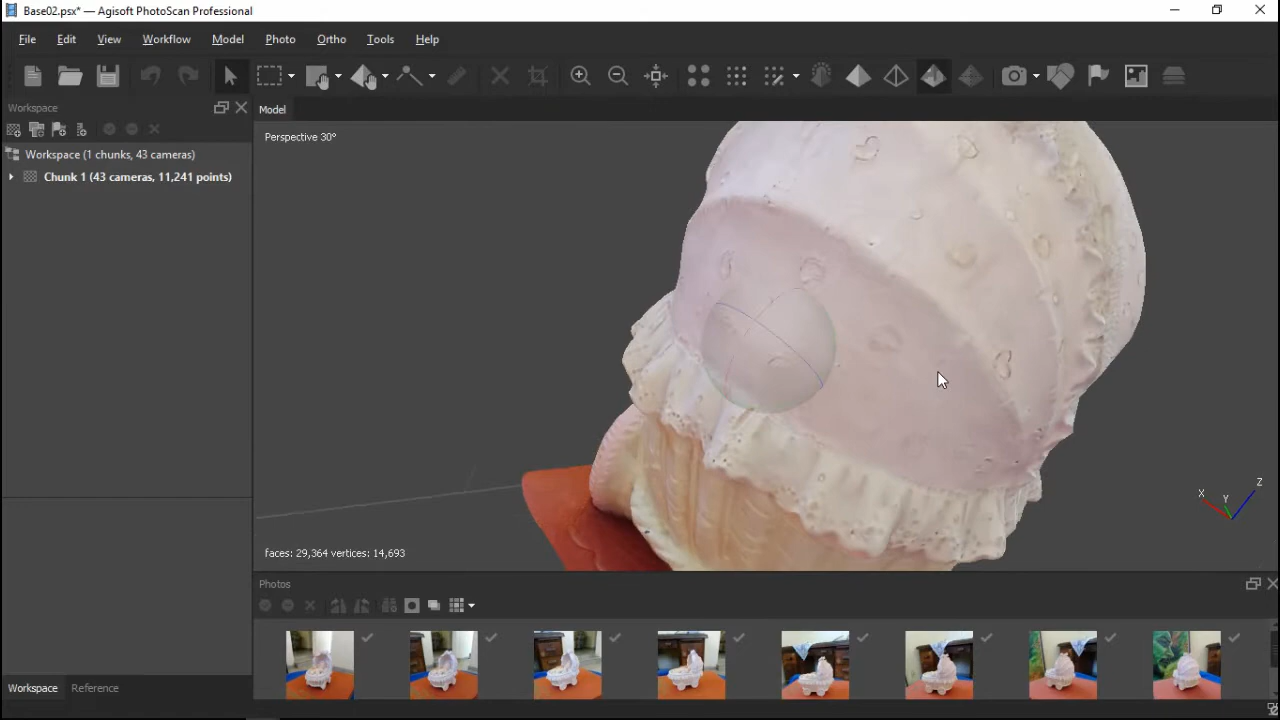 Base02.psx* — Agisoft PhotoScan Professional
File Edit View Workflow Model Photo Ortho Tools Help
Workspace
Model
Perspective 30°
Workspace (1 chunks, 43 cameras)
Chunk 1 (43 cameras, 11,241 points)
X
Y
Z
faces: 29,364 vertices: 14,693
Photos
Workspace Reference